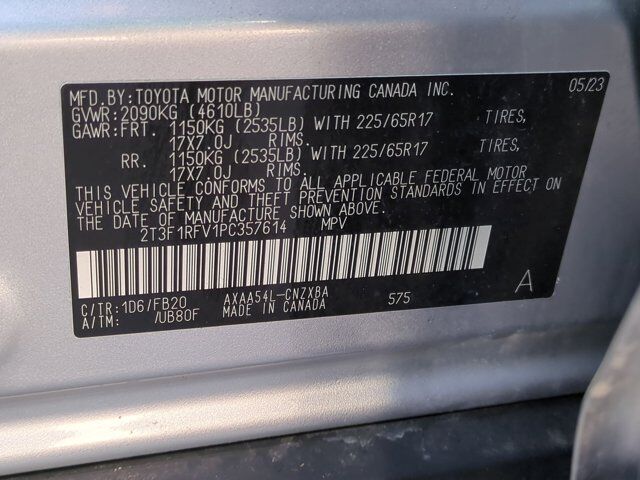 MFD.BY:TOYOTA MOTOR MANUFACTURING CANADA INC. 05/23
GVWR:2090KG (4610LB)
GAWR:FRT. 1150KG (2535LB) WITH 225/65R17 TIRES,
17X7.0J RIMS.
RR. 1150KG (2535LB) WITH 225/65R17 TIRES,
17X7.0J RIMS.
THIS VEHICLE CONFORMS TO ALL APPLICABLE FEDERAL MOTOR
VEHICLE SAFETY AND THEFT PREVENTION STANDARDS IN EFFECT ON
THE DATE OF MANUFACTURE SHOWN ABOVE.
2T3F1RFV1PC357614 MPV
C/TR:1D6/FB20 AXAA54L-CNZXBA 575 A
A/TM: /UB80F MADE IN CANADA